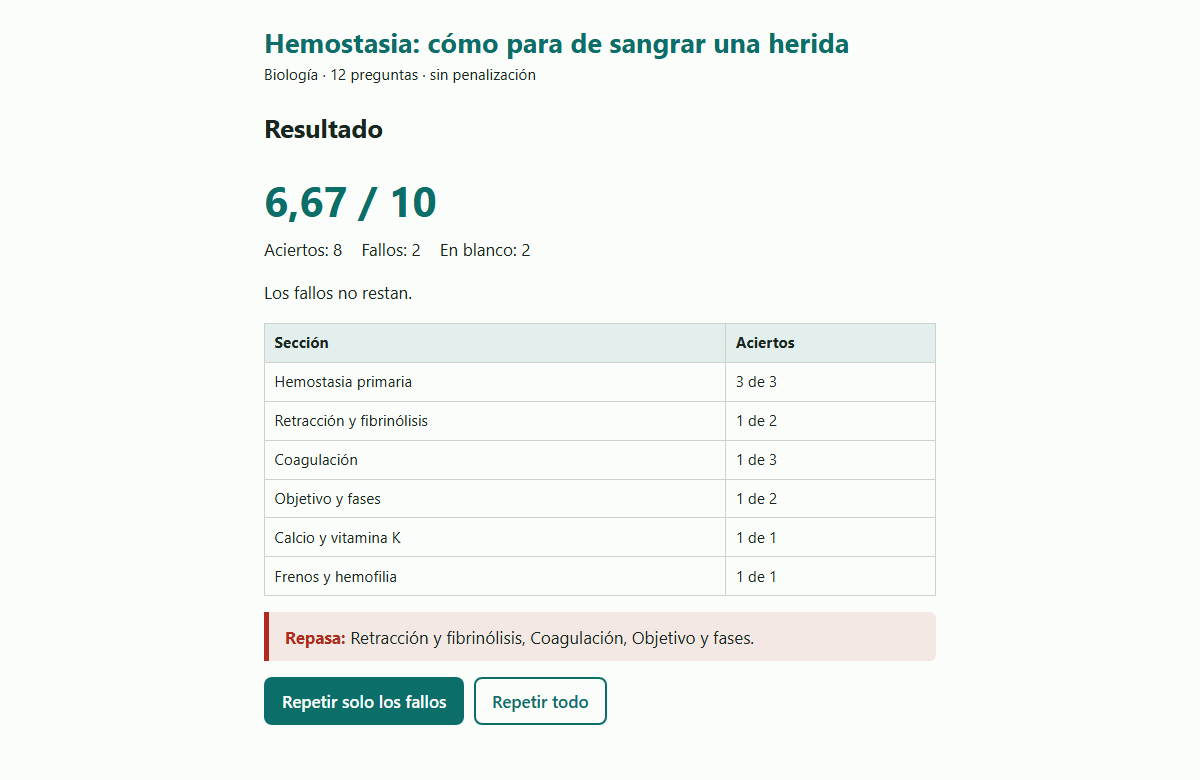 Hemostasia: cómo para de sangrar una herida
Biología · 12 preguntas · sin penalización
Resultado
6,67 / 10
Aciertos: 8 Fallos: 2 En blanco: 2
Los fallos no restan.
Sección Aciertos
Hemostasia primaria 3 de 3
Retracción y fibrinólisis 1 de 2
Coagulación 1 de 3
Objetivo y fases 1 de 2
Calcio y vitamina K 1 de 1
Frenos y hemofilia 1 de 1
Repasa: Retracción y fibrinólisis, Coagulación, Objetivo y fases.
Repetir solo los fallos Repetir todo